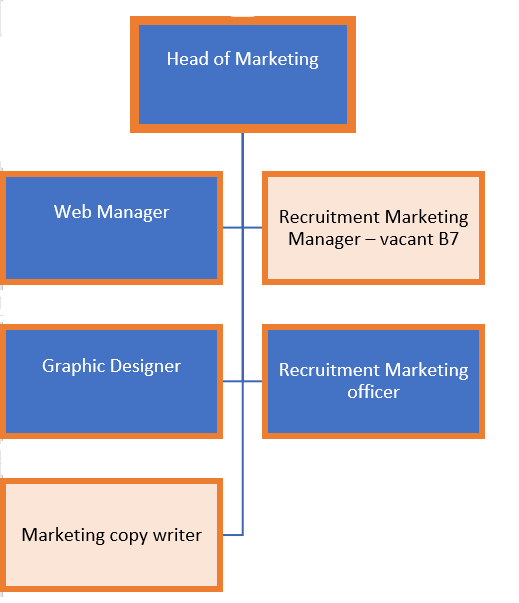 Head of Marketing
Web Manager
Recruitment Marketing
Manager – vacant B7
Graphic Designer
Recruitment Marketing
officer
Marketing copy writer